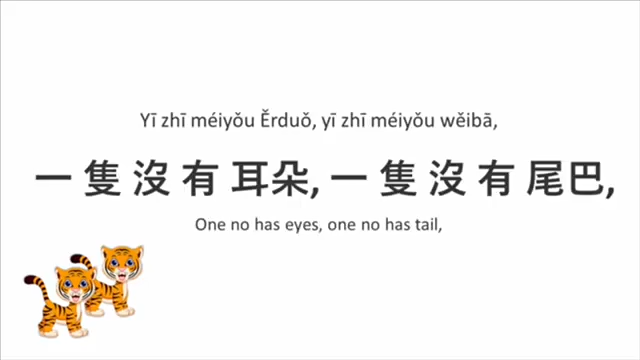 Yī zhī méiyǒu Ěrduǒ, yī zhī méiyǒu wěibā,
一 隻 沒 有 耳朵, 一 隻 沒 有 尾巴,
One no has eyes, one no has tail,